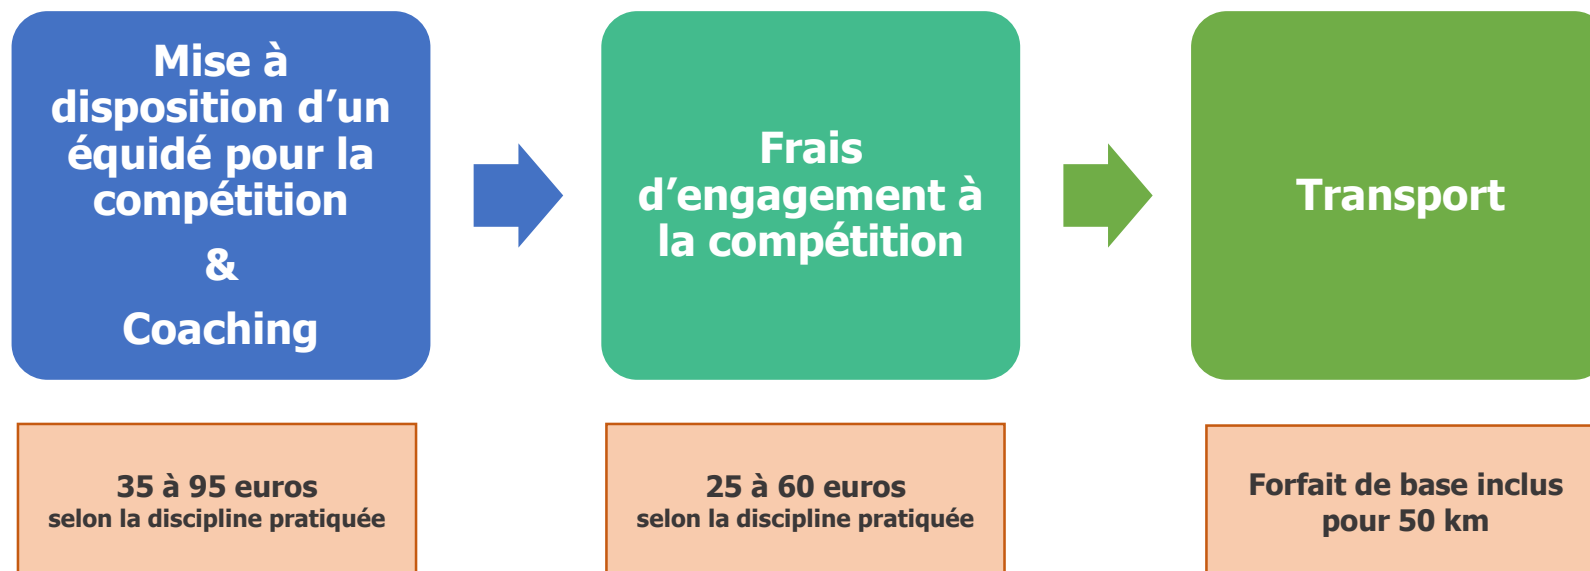 Mise à
disposition d’un
équidé pour la
compétition
&
Coaching
Frais
d’engagement à
la compétition
Transport
35 à 95 euros
selon la discipline pratiquée
25 à 60 euros
selon la discipline pratiquée
Forfait de base inclus
pour 50 km